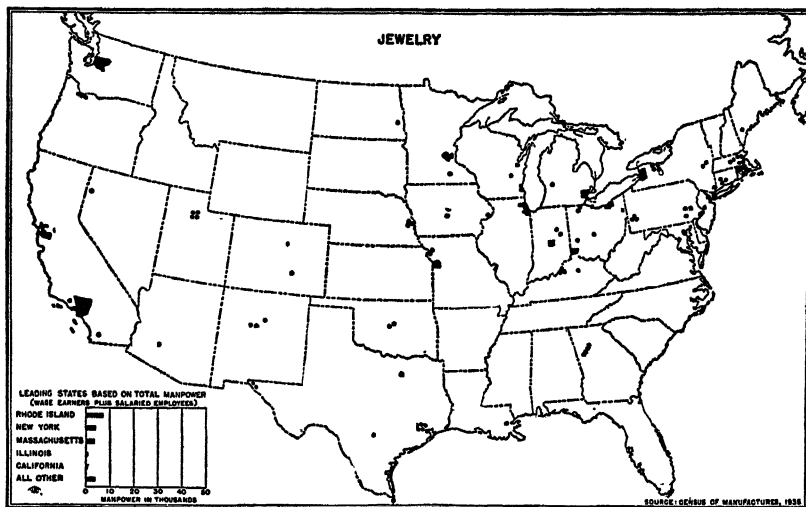 JEWELRY
LEADING STATES BASED ON TOTAL MANPOWER
(WAGE EARNERS PLUS SALARIED EMPLOYEES)
RHODE ISLAND
NEW YORK
MASSACHUSETTS
ILLINOIS
CALIFORNIA
ALL OTHER
0 10 20 30 40 50
MANPOWER IN THOUSANDS
SOURCE: CENSUS OF MANUFACTURES, 1935